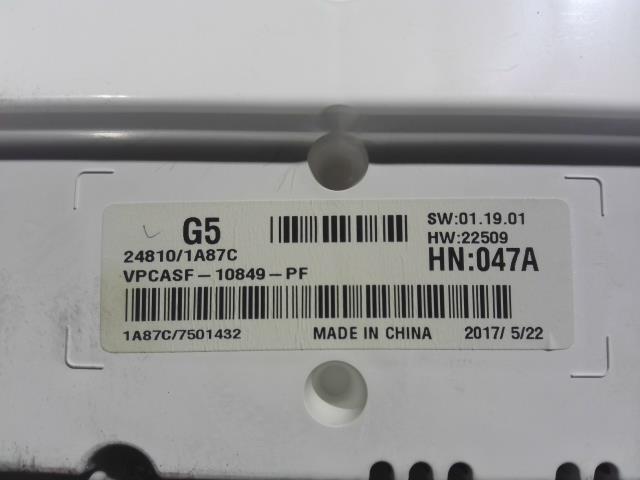 G5
SW:01.19.01
24810/1A87C
HW:22509
VPCASF-10849-PF
HN:047A
1A87C/7501432
MADE IN CHINA
2017/ 5/22